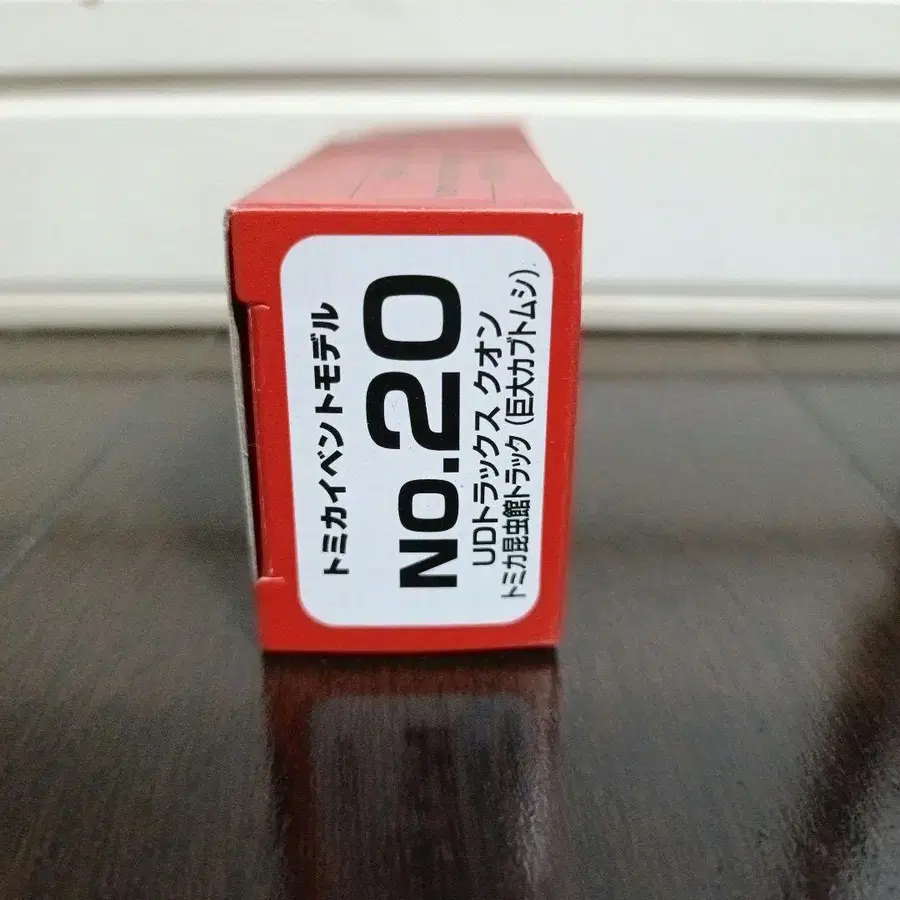 トミカイベントモデル
NO.20
UDトラックス クオン
トミカ昆虫館トラック(巨大カブトムシ)